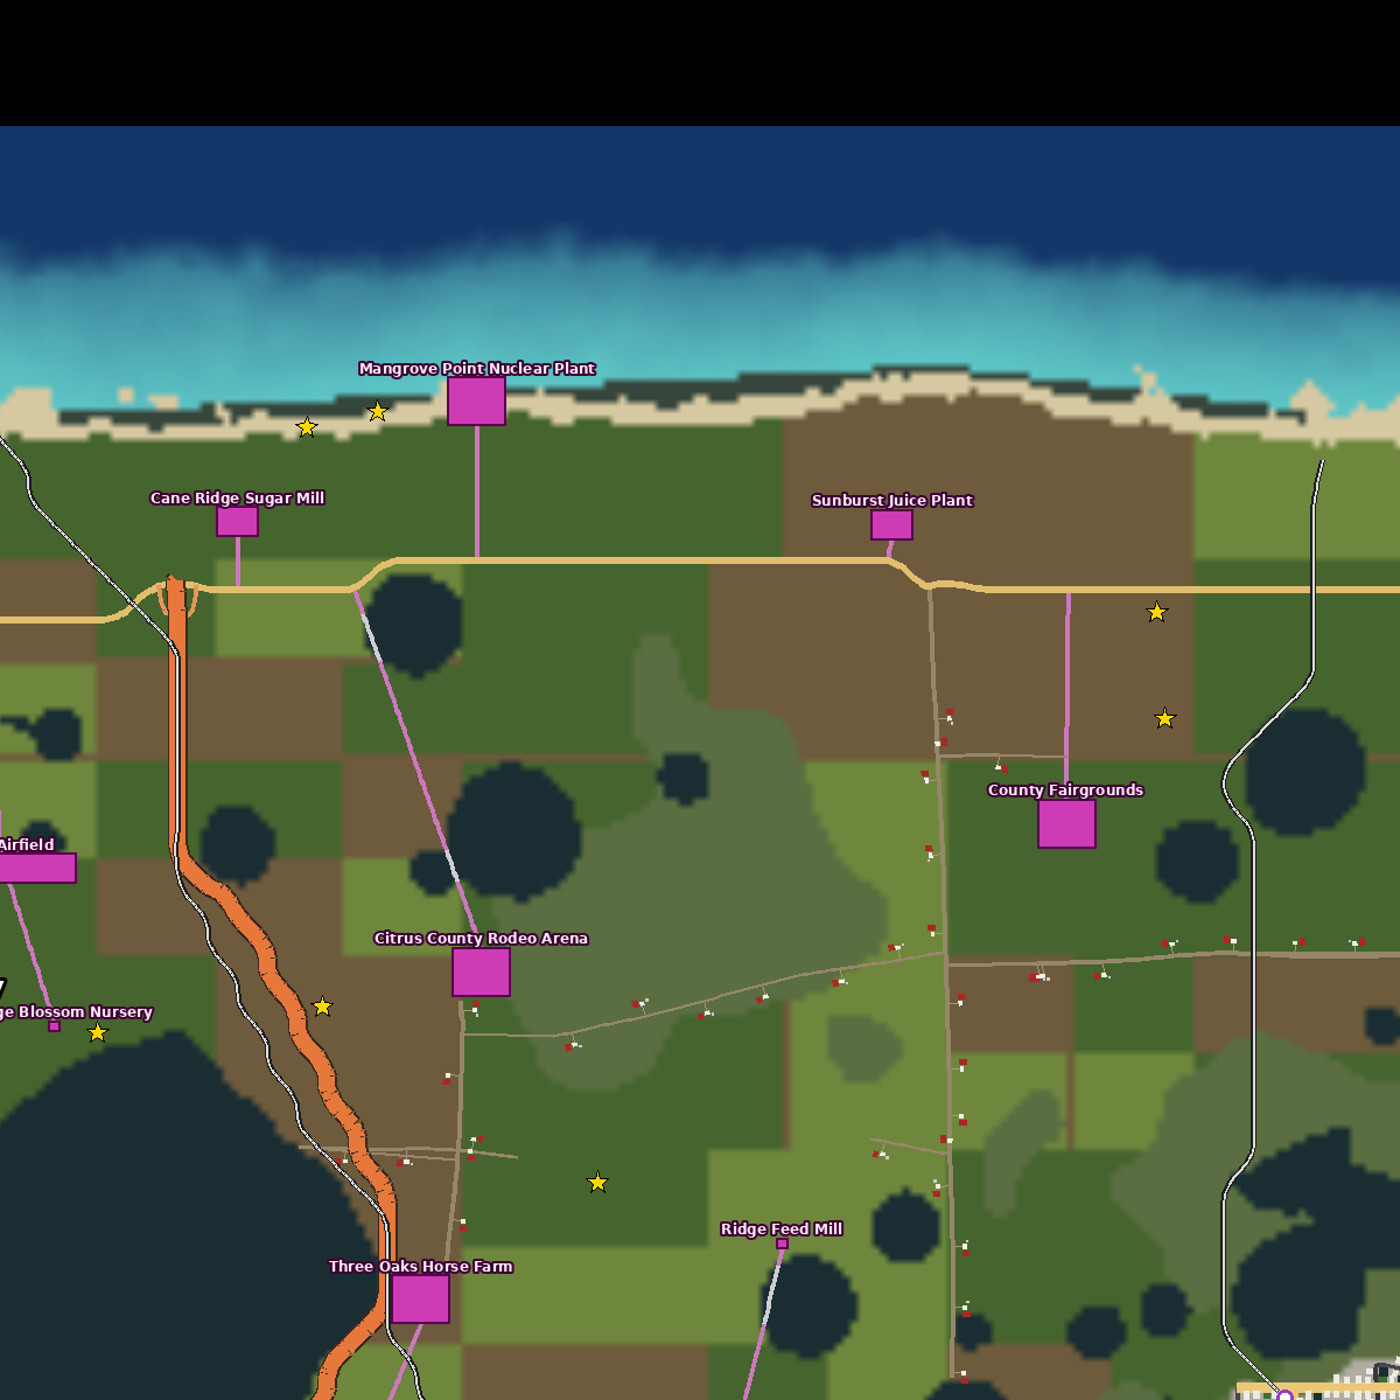 Mangrove Point Nuclear Plant
Cane Ridge Sugar Mill
Sunburst Juice Plant
County Fairgrounds
Airfield
Citrus County Rodeo Arena
Blossom Nursery
Ridge Feed Mill
Three Oaks Horse Farm